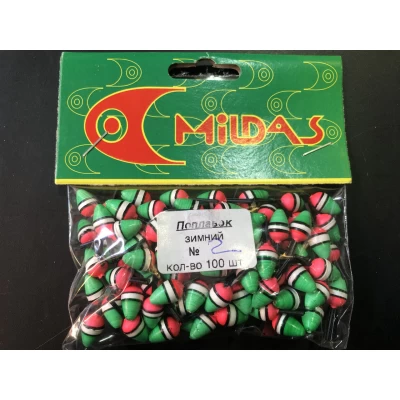 MiLDAS
Поплавок
зимний
№ 2
кол-во 100 шт